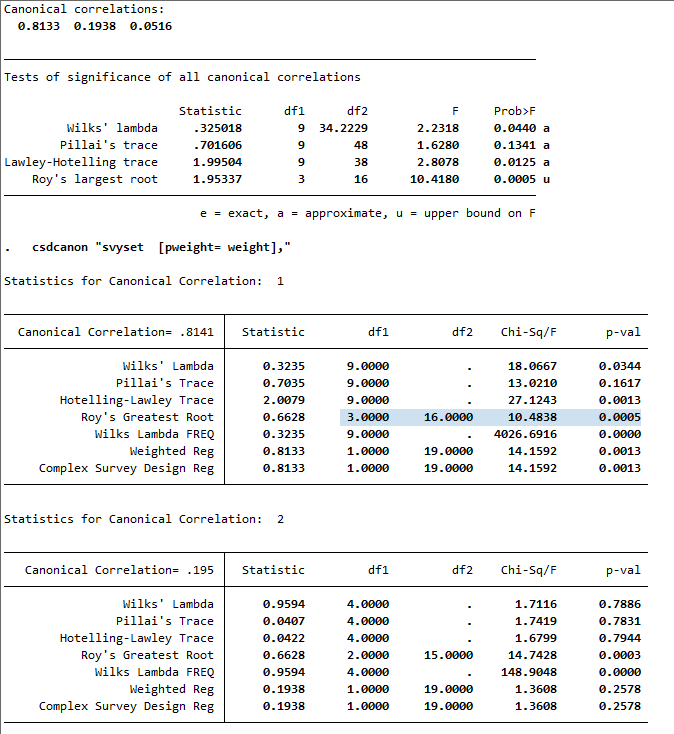 Canonical correlations:
0.8133 0.1938 0.0516
Tests of significance of all canonical correlations
Statistic df1 df2 F Prob>F
Wilks' lambda .325018 9 34.2229 2.2318 0.0440 a
Pillai's trace .701606 9 48 1.6280 0.1341 a
Lawley-Hotelling trace 1.99504 9 38 2.8078 0.0125 a
Roy's largest root 1.95337 3 16 10.4180 0.0005 u
e = exact, a = approximate, u = upper bound on F
. csdcanon "svyset [pweight= weight],"
Statistics for Canonical Correlation: 1
Canonical Correlation= .8141 Statistic df1 df2 Chi-Sq/F p-val
Wilks' Lambda 0.3235 9.0000 . 18.0667 0.0344
Pillai's Trace 0.7035 9.0000 . 13.0210 0.1617
Hotelling-Lawley Trace 2.0079 9.0000 . 27.1243 0.0013
Roy's Greatest Root 0.6628 3.0000 16.0000 10.4838 0.0005
Wilks Lambda FREQ 0.3235 9.0000 . 4026.6916 0.0000
Weighted Reg 0.8133 1.0000 19.0000 14.1592 0.0013
Complex Survey Design Reg 0.8133 1.0000 19.0000 14.1592 0.0013
Statistics for Canonical Correlation: 2
Canonical Correlation= .195 Statistic df1 df2 Chi-Sq/F p-val
Wilks' Lambda 0.9594 4.0000 . 1.7116 0.7886
Pillai's Trace 0.0407 4.0000 . 1.7419 0.7831
Hotelling-Lawley Trace 0.0422 4.0000 . 1.6799 0.7944
Roy's Greatest Root 0.6628 2.0000 15.0000 14.7428 0.0003
Wilks Lambda FREQ 0.9594 4.0000 . 148.9048 0.0000
Weighted Reg 0.1938 1.0000 19.0000 1.3608 0.2578
Complex Survey Design Reg 0.1938 1.0000 19.0000 1.3608 0.2578